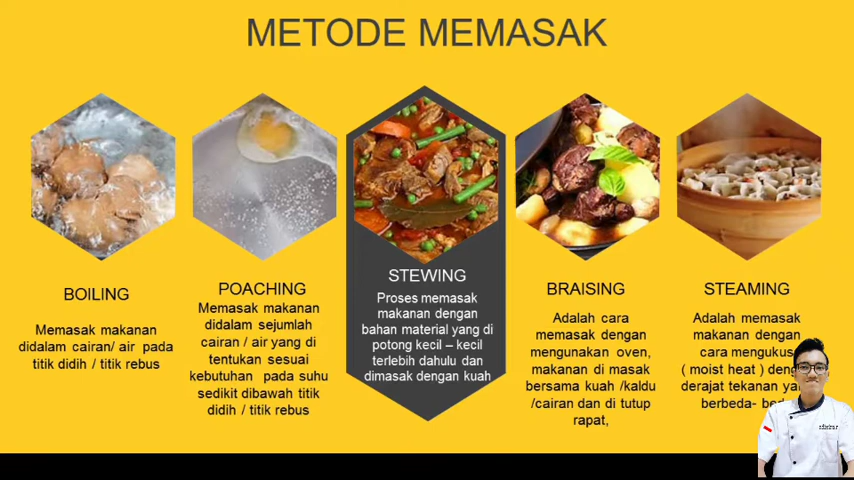 METODE MEMASAK
BOILING
Memasak makanan
didalam cairan/ air pada
titik didih / titik rebus
POACHING
Memasak makanan
didalam sejumlah
cairan / air yang di
tentukan sesuai
kebutuhan pada suhu
sedikit dibawah titik
didih / titik rebus
STEWING
Proses memasak
makanan dengan
bahan material yang di
potong kecil – kecil
terlebih dahulu dan
dimasak dengan kuah
BRAISING
Adalah cara
memasak dengan
mengunakan oven,
makanan di masak
bersama kuah /kaldu
/cairan dan di tutup
rapat,
STEAMING
Adalah memasak
makanan dengan
cara mengukus
( moist heat )
derajat tekanan
berbeda-